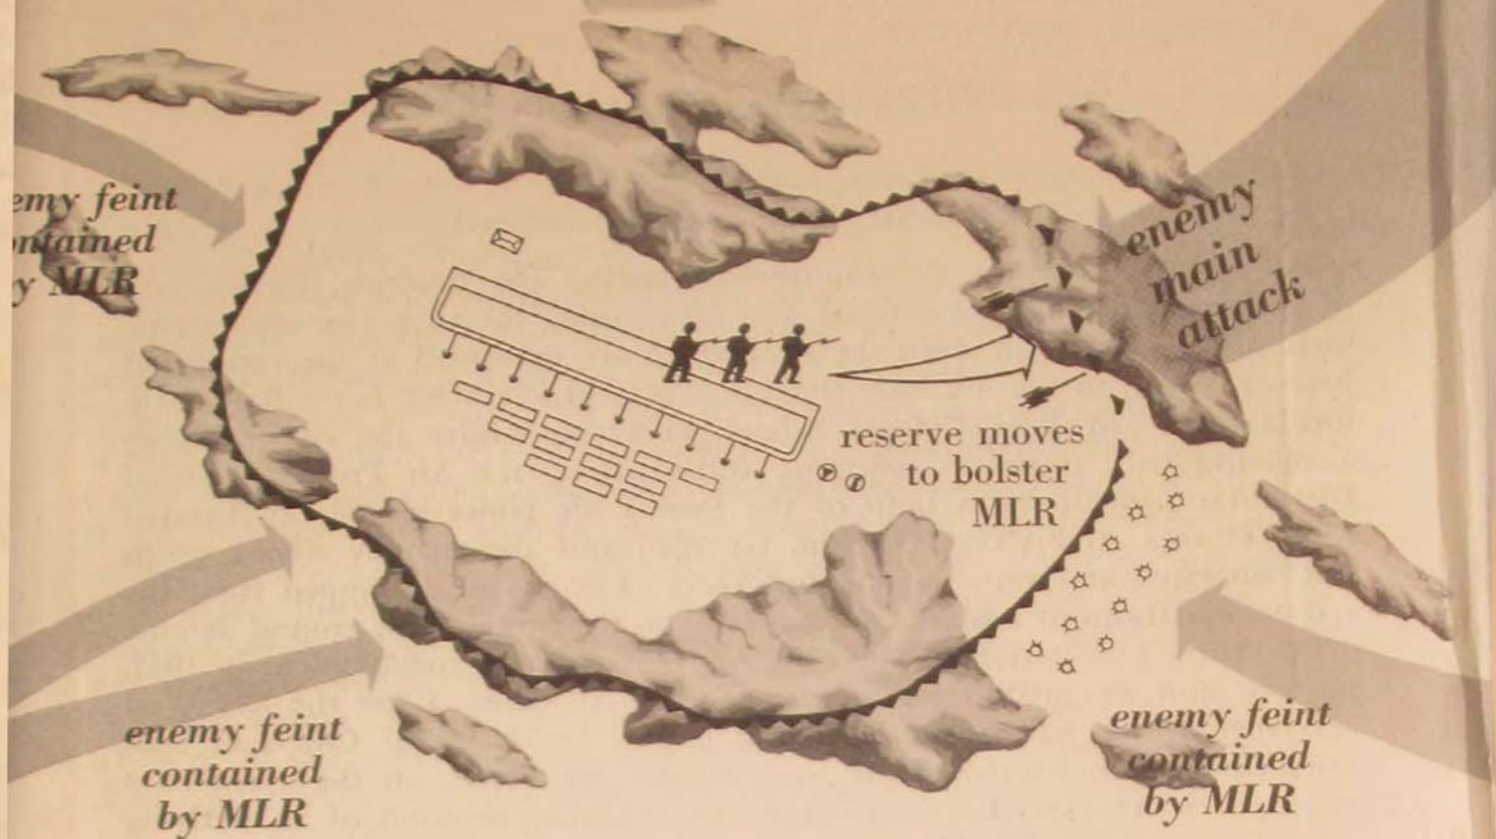 emy feint
ntained
y MLR
enemy
main
attack
reserve moves
to bolster
MLR
enemy feint
contained
by MLR
enemy feint
contained
by MLR